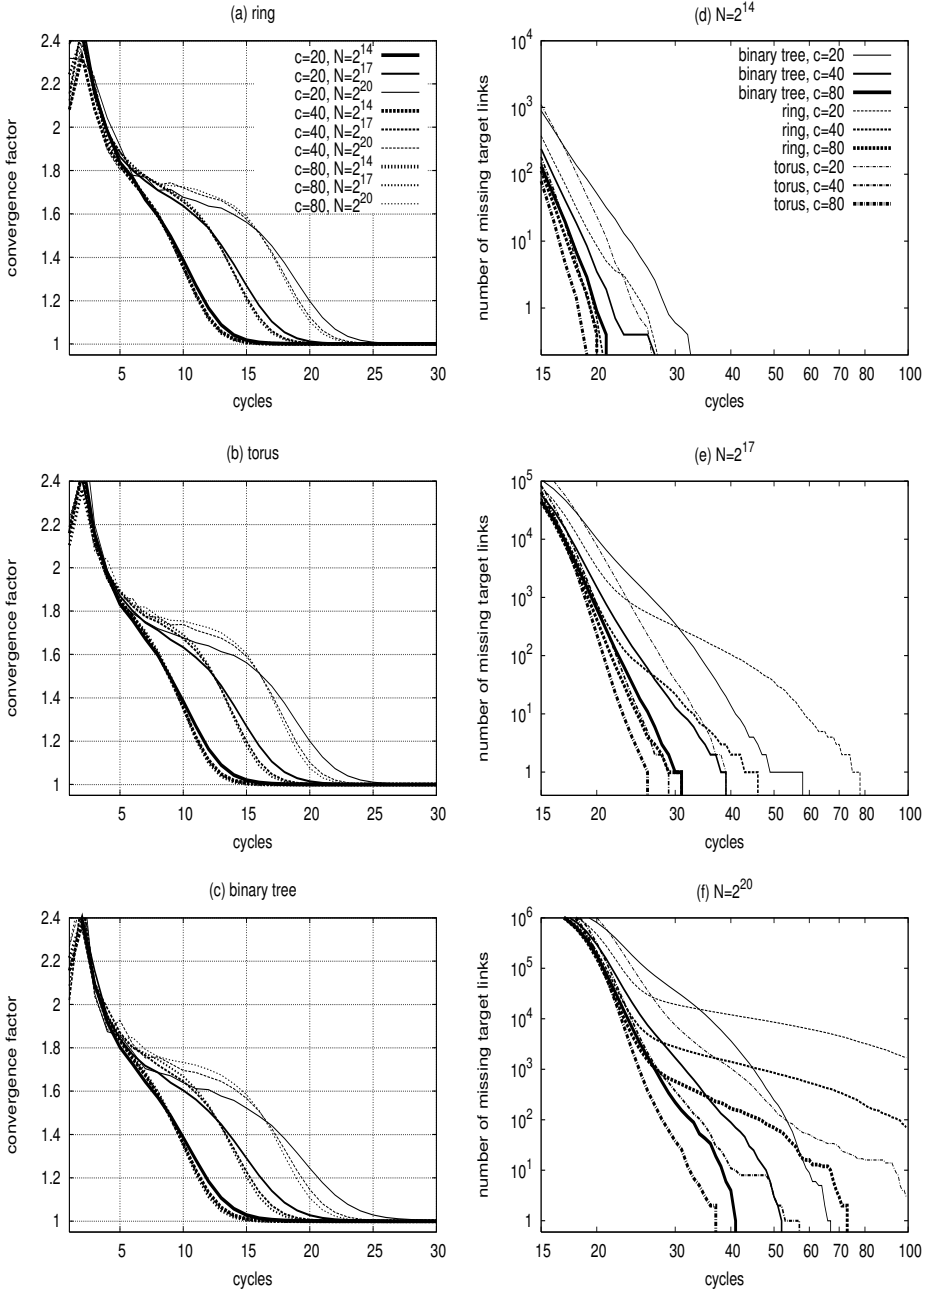 (a) ring
convergence factor
2.4
2.2
2
1.8
1.6
1.4
1.2
1
c=20, N=2^14
c=20, N=2^17
c=20, N=2^20
c=40, N=2^14
c=40, N=2^17
c=40, N=2^20
c=80, N=2^14
c=80, N=2^17
c=80, N=2^20
5 10 15 20 25 30
cycles
(d) N=2^14
number of missing target links
10^4
10^3
10^2
10^1
1
binary tree, c=20
binary tree, c=40
binary tree, c=80
ring, c=20
ring, c=40
ring, c=80
torus, c=20
torus, c=40
torus, c=80
15 20 30 40 50 60 70 80 100
cycles
(b) torus
convergence factor
2.4
2.2
2
1.8
1.6
1.4
1.2
1
5 10 15 20 25 30
cycles
(e) N=2^17
number of missing target links
10^5
10^4
10^3
10^2
10^1
1
15 20 30 40 50 60 70 80 100
cycles
(c) binary tree
convergence factor
2.4
2.2
2
1.8
1.6
1.4
1.2
1
5 10 15 20 25 30
cycles
(f) N=2^20
number of missing target links
10^6
10^5
10^4
10^3
10^2
10^1
1
15 20 30 40 50 60 70 80 100
cycles